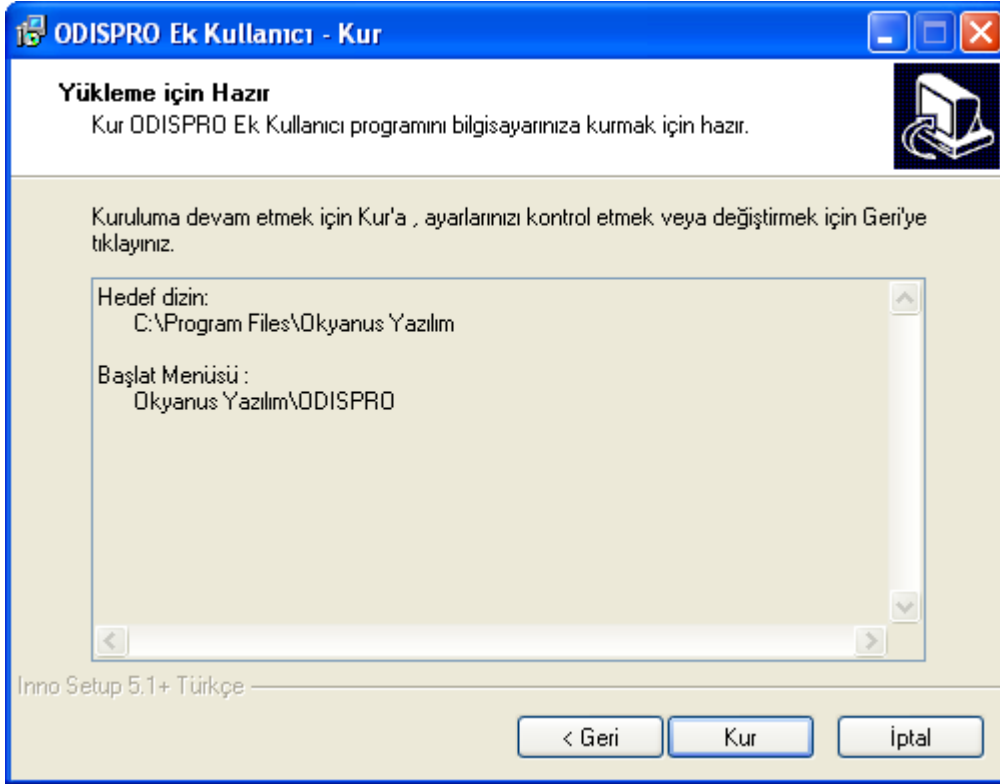 ODISPRO Ek Kullanıcı - Kur
Yükleme için Hazır
Kur ODISPRO Ek Kullanıcı programını bilgisayarınıza kurmak için hazır.
Kuruluma devam etmek için Kur'a , ayarlarınızı kontrol etmek veya değiştirmek için Geri'ye
tıklayınız.
Hedef dizin:
C:\Program Files\Okyanus Yazılım
Başlat Menüsü :
Okyanus Yazılım\ODISPRO
Inno Setup 5.1+ Türkçe
< Geri
Kur
İptal